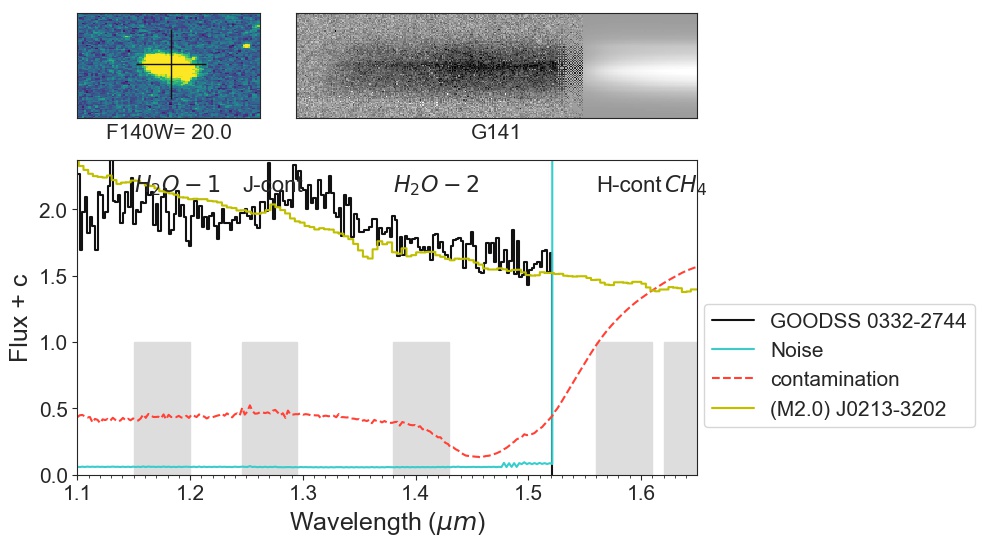 F140W= 20.0
G141
H₂O − 1
J-cont
H₂O − 2
H-cont
CH₄
2.0
1.5
1.0
0.5
0.0
Flux + c
1.1
1.2
1.3
1.4
1.5
1.6
Wavelength (μm)
GOODSS 0332-2744
Noise
contamination
(M2.0) J0213-3202